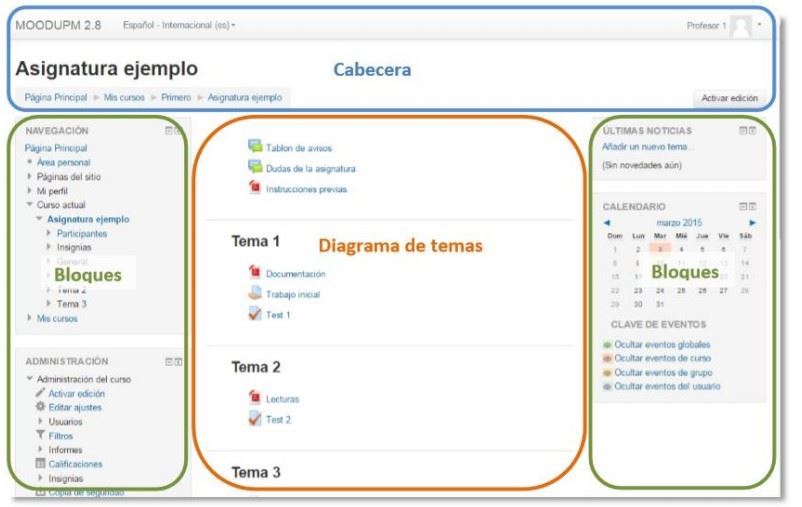 MOODUPM 2.8 Español - Internacional (es) Profesor 1
Asignatura ejemplo
Cabecera
Página Principal Mis cursos Primero Asignatura ejemplo
Activar edición
NAVEGACIÓN
Página Principal
Área personal
Páginas del sitio
Mi perfil
Curso actual
Asignatura ejemplo
Participantes
Insignias
General
Bloques
Tema 2
Tema 3
Mis cursos
ADMINISTRACIÓN
Administración del curso
Activar edición
Editar ajustes
Usuarios
Filtros
Informes
Calificaciones
Insignias
Copia de seguridad
Tablon de avisos
Dudas de la asignatura
Instrucciones previas
Tema 1
Diagrama de temas
Documentación
Trabajo inicial
Test 1
Tema 2
Lecturas
Test 2
Tema 3
ÚLTIMAS NOTICIAS
Añadir un nuevo tema...
(Sin novedades aún)
CALENDARIO
marzo 2015
Dom Lun Mar Mié Jue Vie Sáb
1 2 3 4 5 6 7
8 9 10 11 12 13 14
Bloques
15 21
22 23 24 25 26 27 28
29 30 31
CLAVE DE EVENTOS
Ocultar eventos globales
Ocultar eventos de curso
Ocultar eventos de grupo
Ocultar eventos del usuario